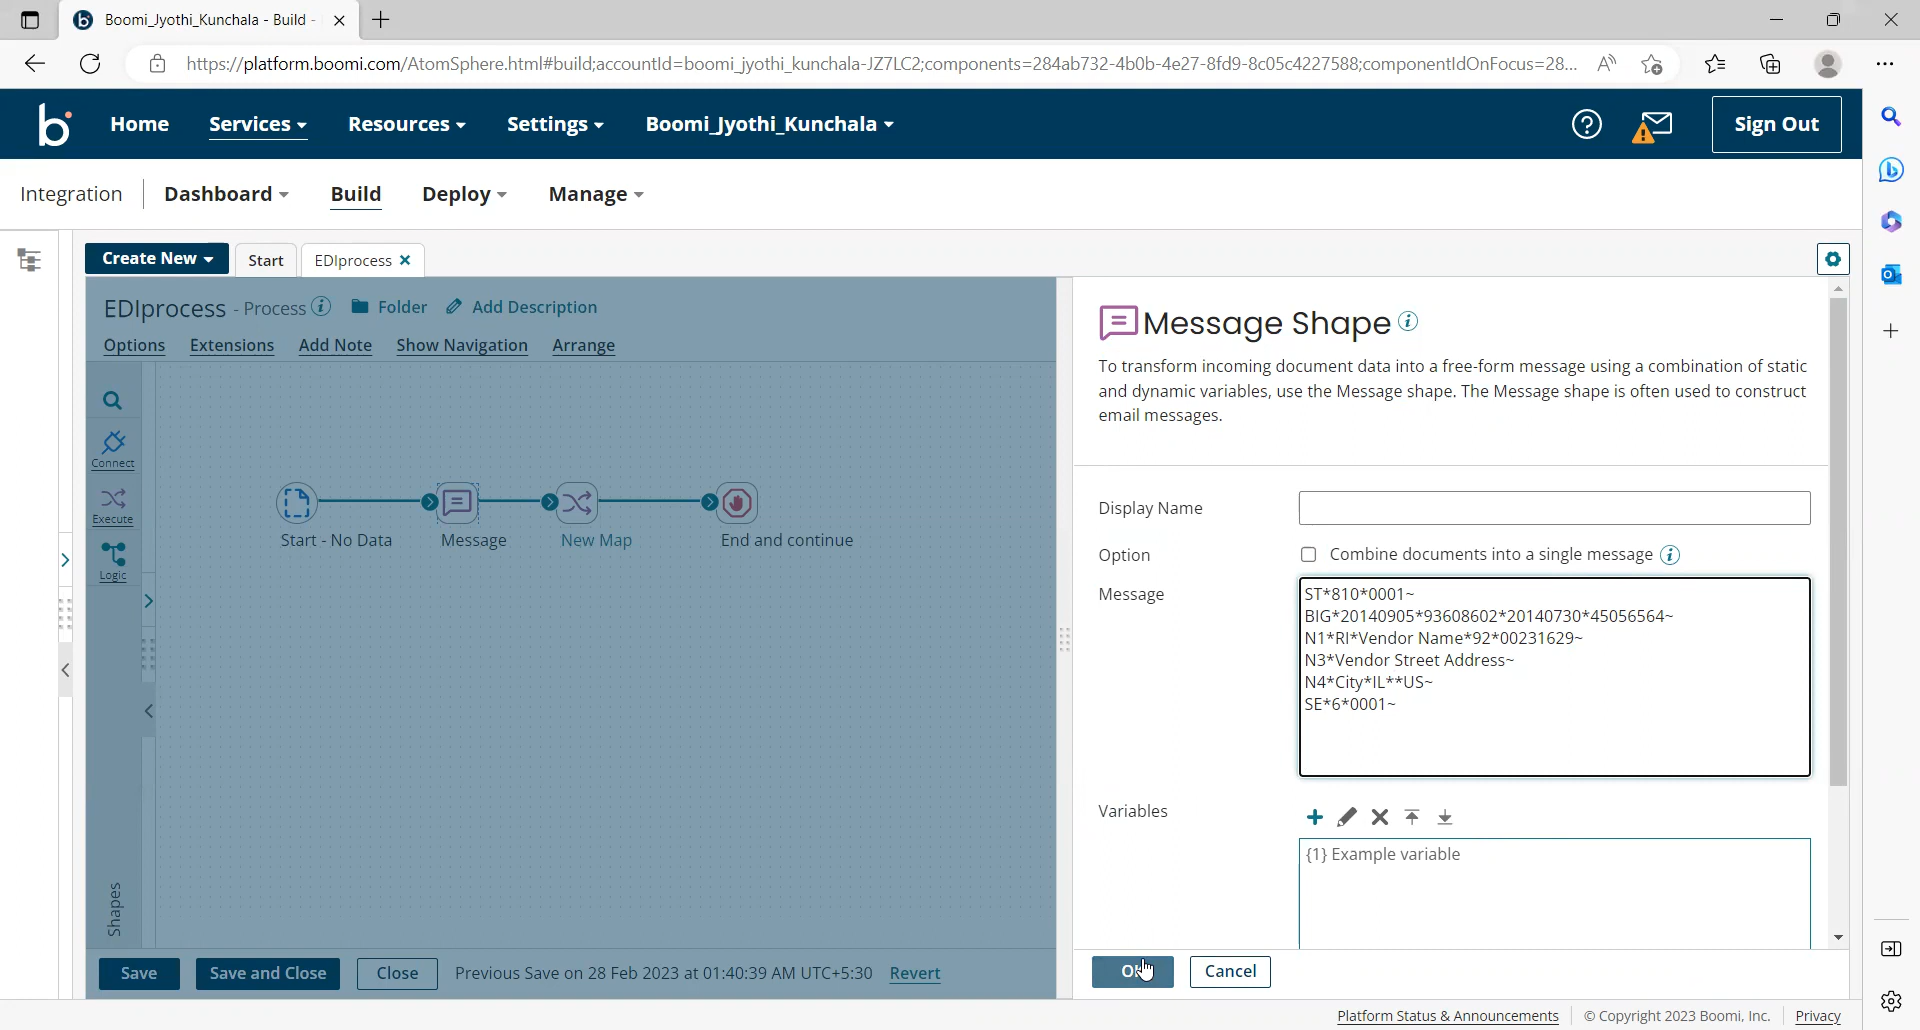 Boomi_Jyothi_Kunchala - Build -
https://platform.boomi.com/AtomSphere.html#build;accountId=boomi_jyothi_kunchala-JZ7LC2;components=284ab732-4b0b-4e27-8fd9-8c05c4227588;componentIdOnFocus=28...
b Home Services Resources Settings Boomi_Jyothi_Kunchala Sign Out
Integration Dashboard Build Deploy Manage
Create New Start EDIprocess
EDIprocess - Process Folder Add Description
Options Extensions Add Note Show Navigation Arrange
Connect
Execute
Logic
Shapes
Start - No Data Message New Map End and continue
Save Save and Close Close Previous Save on 28 Feb 2023 at 01:40:39 AM UTC+5:30 Revert
Message Shape
To transform incoming document data into a free-form message using a combination of static
and dynamic variables, use the Message shape. The Message shape is often used to construct
email messages.
Display Name
Option Combine documents into a single message
Message
ST*810*0001~
BIG*20140905*93608602*20140730*45056564~
N1*RI*Vendor Name*92*00231629~
N3*Vendor Street Address~
N4*City*IL**US~
SE*6*0001~
Variables
{1} Example variable
Cancel
Platform Status & Announcements © Copyright 2023 Boomi, Inc. Privacy